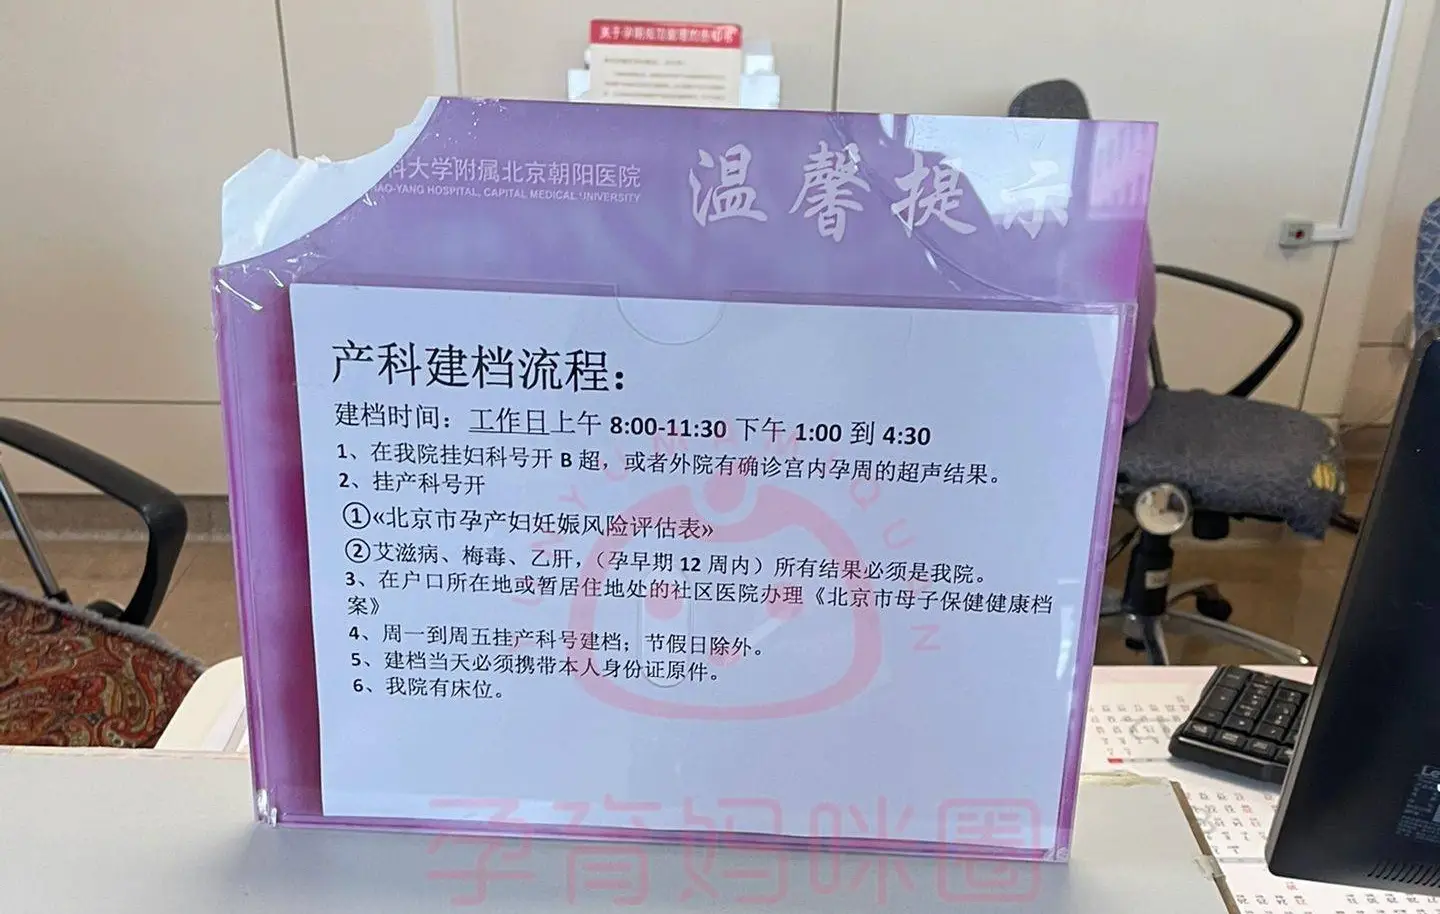 关于孕期
科大学附属北京朝阳医院
AO-YANG HOSPITAL, CAPITAL MEDICAL UNIVERSITY
温馨提示
产科建档流程：
建档时间：工作日上午 8:00-11:30 下午 1:00 到 4:30
1、在我院挂妇科号开 B 超，或者外院有确诊宫内孕周的超声结果。
2、挂产科号开
①«北京市孕产妇妊娠风险评估表»
②艾滋病、梅毒、乙肝，（孕早期 12 周内）所有结果必须是我院。
3、在户口所在地或暂居住地处的社区医院办理《北京市母子保健健康档
案》
4、周一到周五挂产科号建档；节假日除外。
5、建档当天必须携带本人身份证原件。
6、我院有床位。
孕育妈咪圈